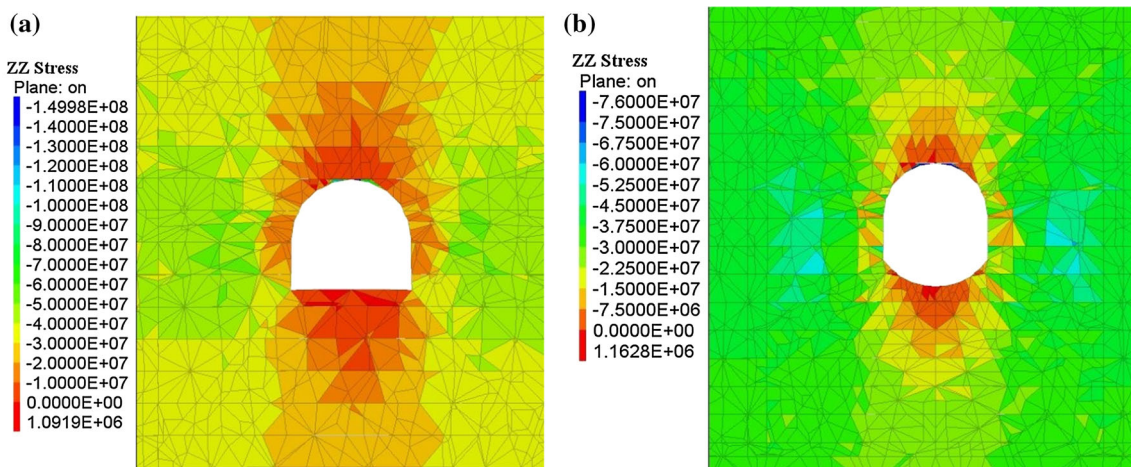 (a)
ZZ Stress
Plane: on
-1.4998E+08
-1.4000E+08
-1.3000E+08
-1.2000E+08
-1.1000E+08
-1.0000E+08
-9.0000E+07
-8.0000E+07
-7.0000E+07
-6.0000E+07
-5.0000E+07
-4.0000E+07
-3.0000E+07
-2.0000E+07
-1.0000E+07
0.0000E+00
1.0919E+06
(b)
ZZ Stress
Plane: on
-7.6000E+07
-7.5000E+07
-6.7500E+07
-6.0000E+07
-5.2500E+07
-4.5000E+07
-3.7500E+07
-3.0000E+07
-2.2500E+07
-1.5000E+07
-7.5000E+06
0.0000E+00
1.1628E+06